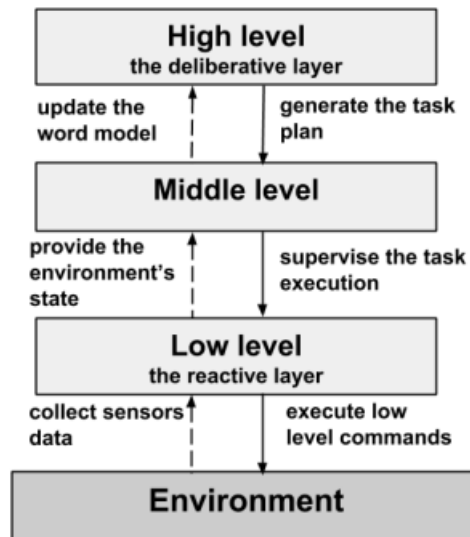 High level
the deliberative layer
update the
word model
generate the task
plan
Middle level
provide the
environment's
state
supervise the task
execution
Low level
the reactive layer
collect sensors
data
execute low
level commands
Environment